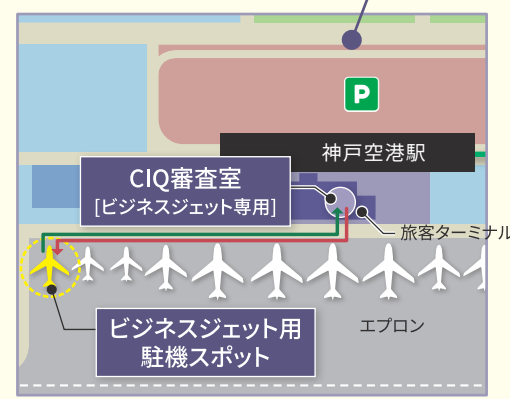 P
神戸空港駅
CIQ審査室
[ビジネスジェット専用]
旅客ターミナル
エプロン
ビジネスジェット用
駐機スポット